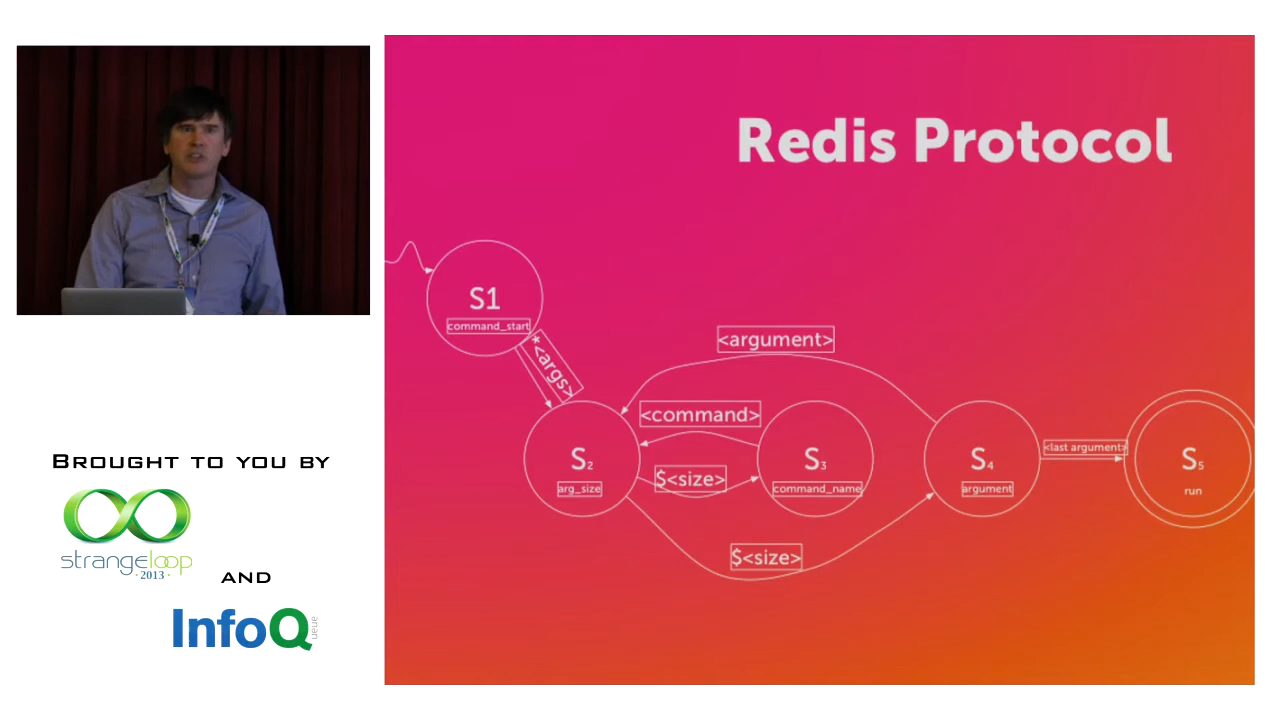 Redis Protocol
S1
command_start
*<args>
<argument>
<command>
$<size>
S2
arg_size
S3
command_name
S4
argument
<last argument>
S5
run
$<size>
BROUGHT TO YOU BY
strangeloop
· 2013 ·
AND
InfoQ
ueue